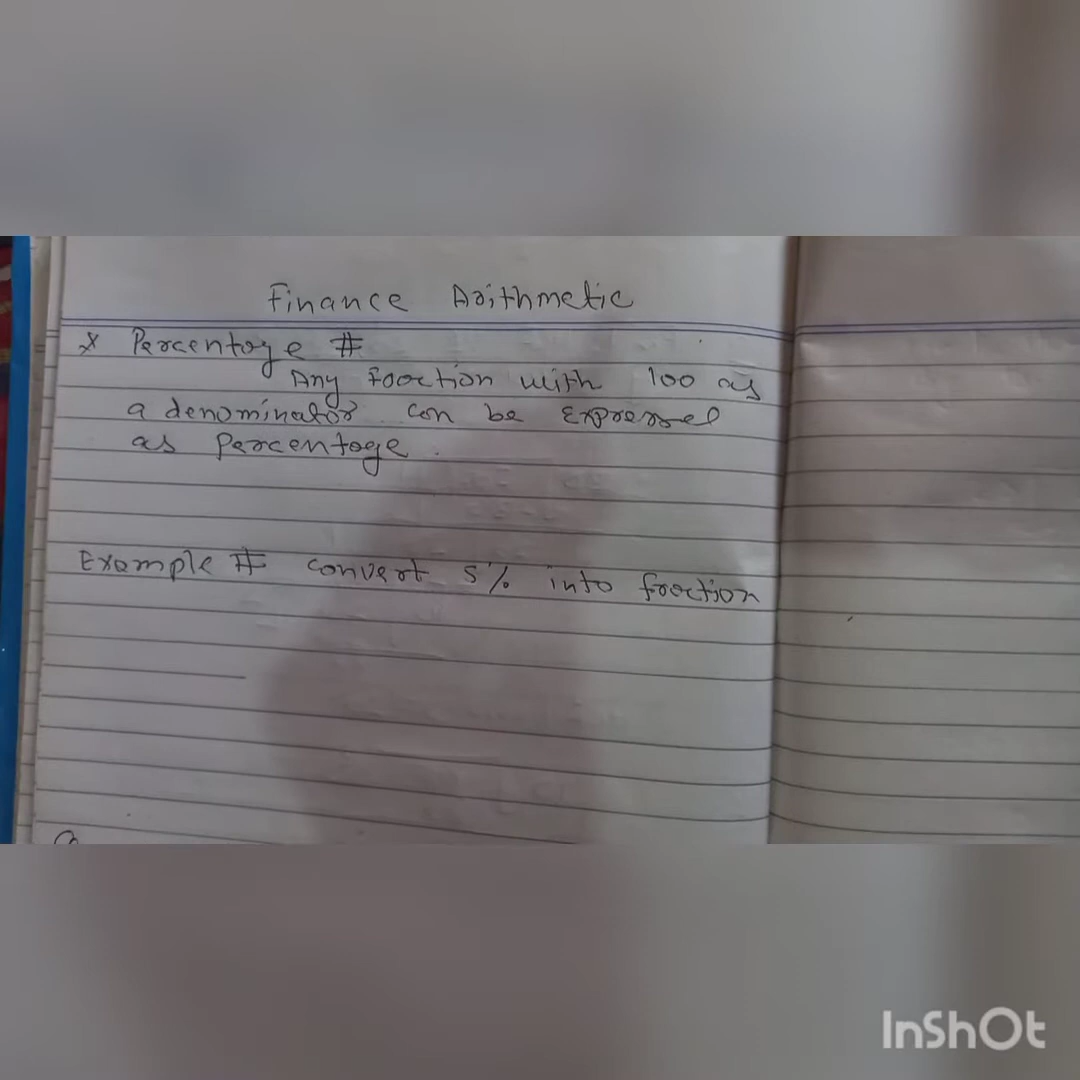 Finance Arithmetic
* Percentage #
Any fraction with 100 as
a denominator can be Expressed
as Percentage.
Example # convert 5% into fraction
InShOt